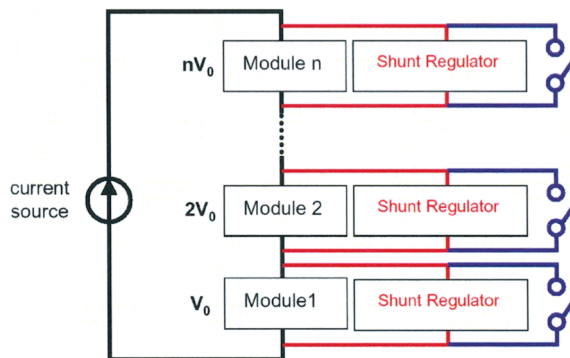 nV₀
Module n
Shunt Regulator
current
source
2V₀
Module 2
Shunt Regulator
V₀
Module1
Shunt Regulator